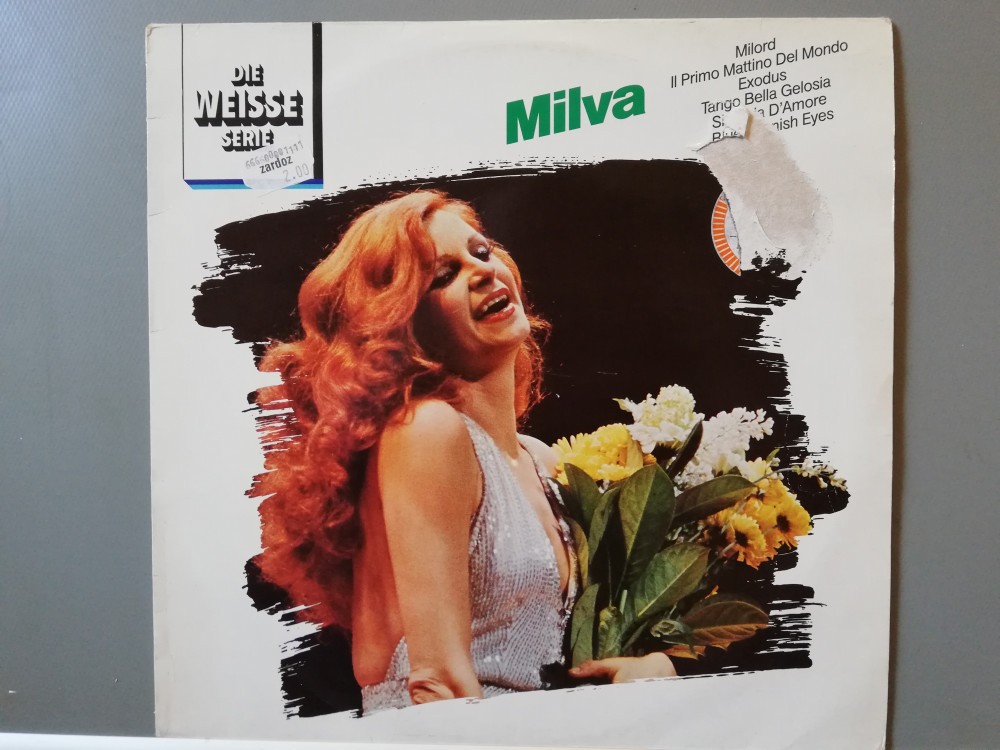 DIE
WEISSE
SERIE
zardoz
2.00
Milva
Milord
Il Primo Mattino Del Mondo
Exodus
Tango Bella Gelosia
D'Amore
Eyes